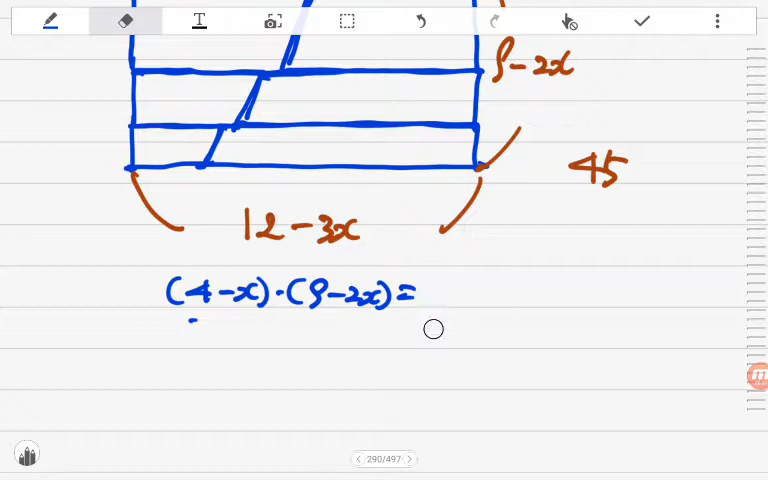 T
8-2x
45
12-3x
(4-x)·(8-2x)=
290/497